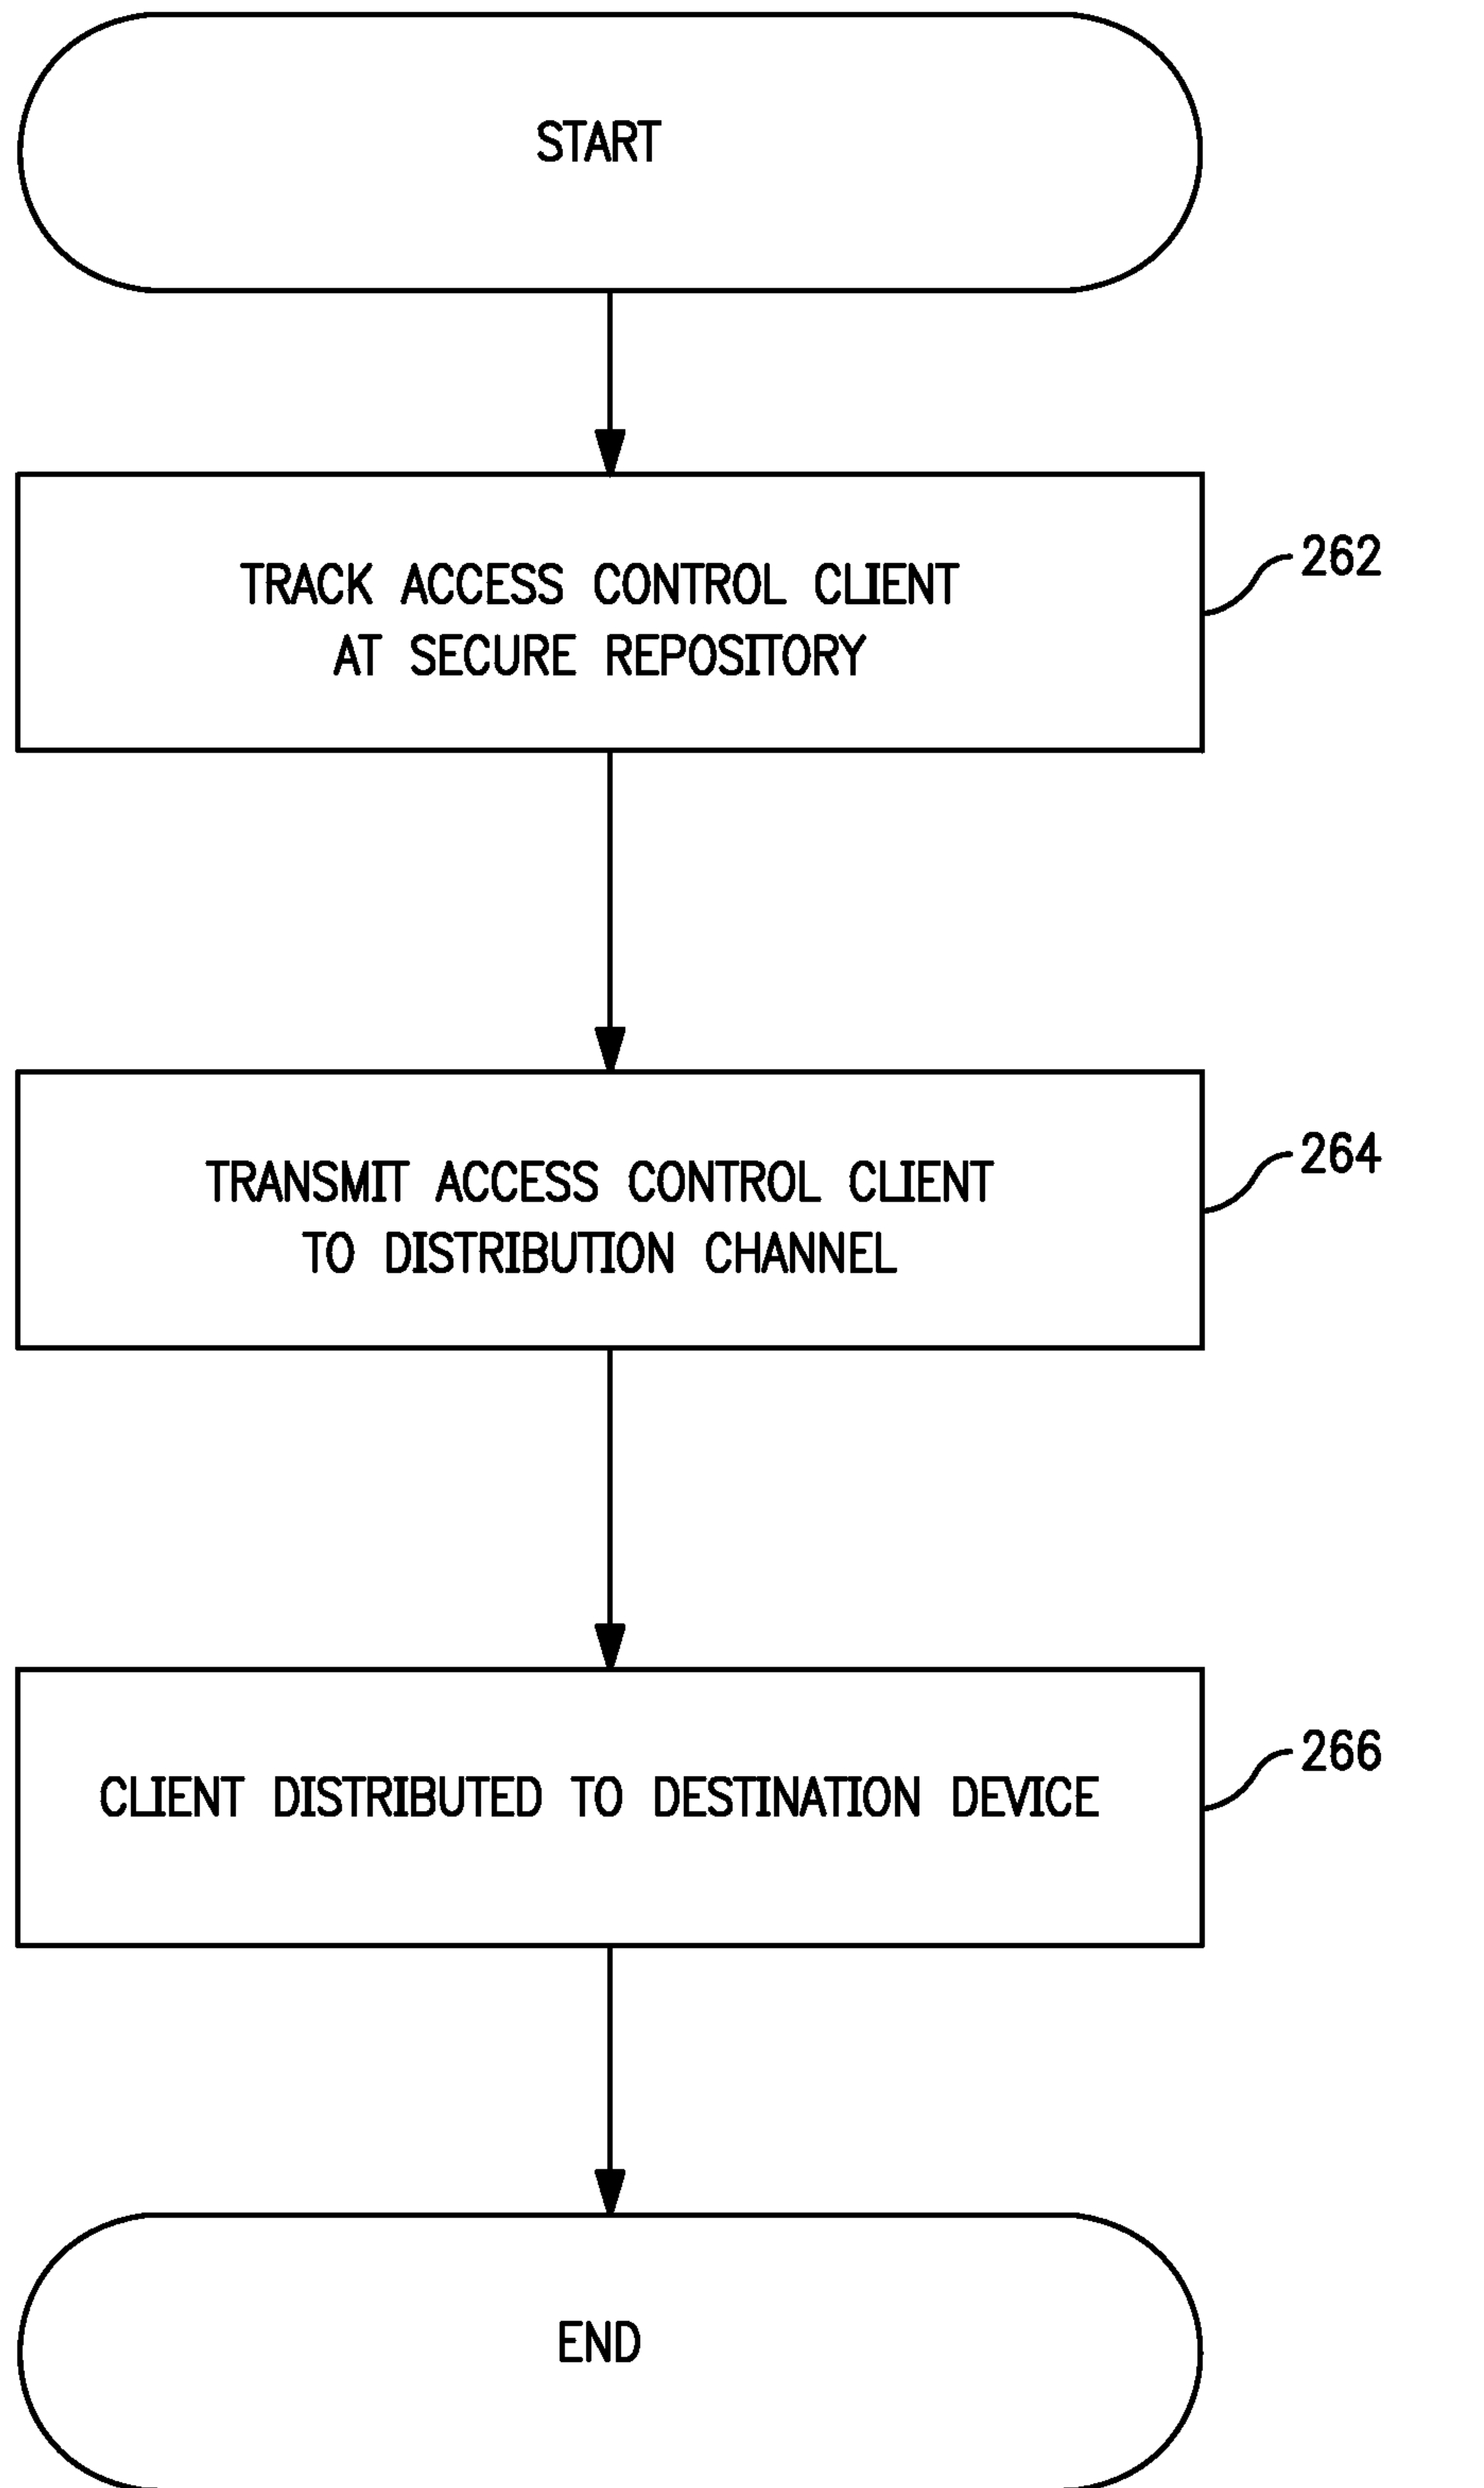 START
TRACK ACCESS CONTROL CLIENT
AT SECURE REPOSITORY
262
TRANSMIT ACCESS CONTROL CLIENT
TO DISTRIBUTION CHANNEL
264
CLIENT DISTRIBUTED TO DESTINATION DEVICE
266
END